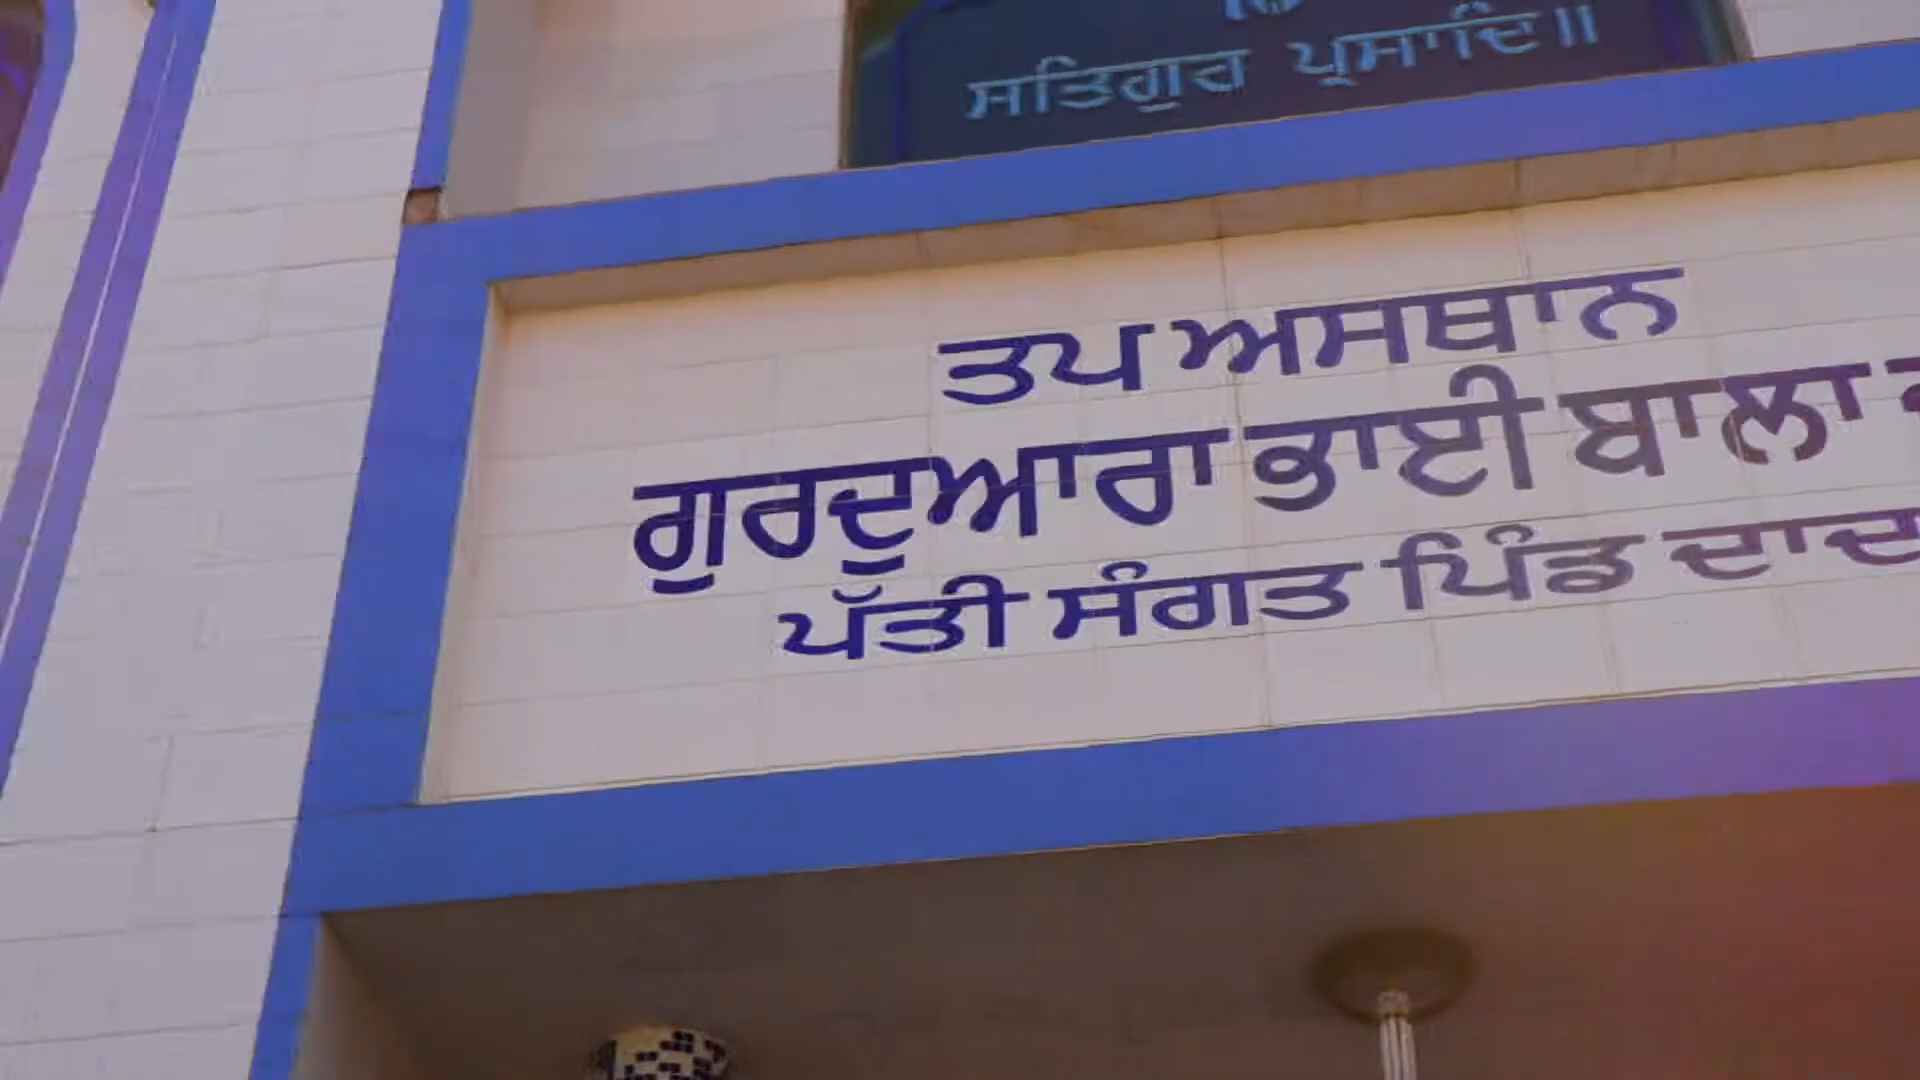 ਸਤਿਗੁਰ ਪ੍ਰਸਾਦਿ॥
ਤਪ ਅਸਥਾਨ
ਗੁਰਦੁਆਰਾ ਭਾਈ ਬਾਲਾ
ਪੱਤੀ ਸੰਗਤ ਪਿੰਡ